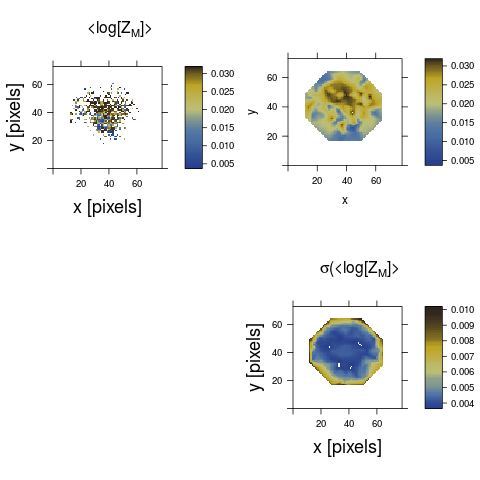 <log[Z_M]>
60
40
20
20 40 60
x [pixels]
y [pixels]
0.030
0.025
0.020
0.015
0.010
0.005
60
40
20
20 40 60
x
y
0.030
0.025
0.020
0.015
0.010
0.005
σ(<log[Z_M]>
60
40
20
20 40 60
x [pixels]
y [pixels]
0.010
0.009
0.008
0.007
0.006
0.005
0.004